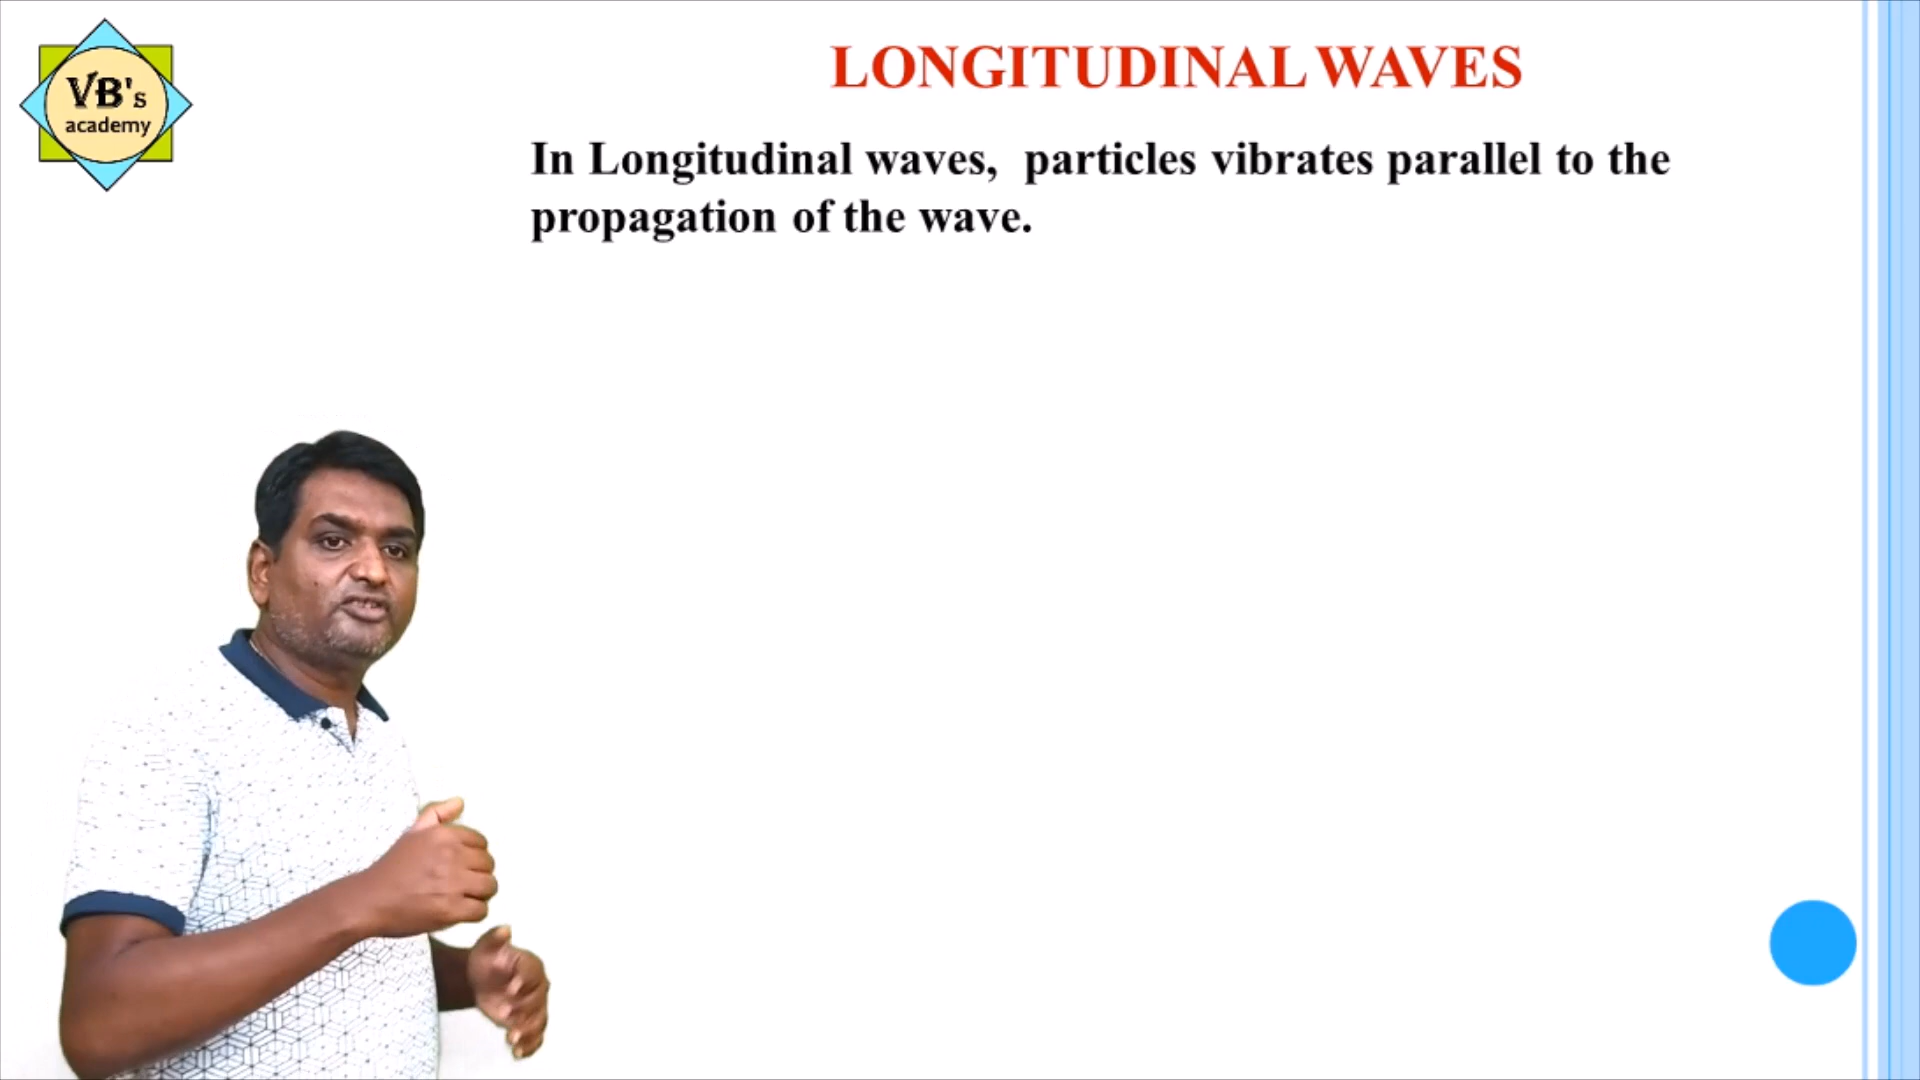 VB's
academy
LONGITUDINAL WAVES
In Longitudinal waves, particles vibrates parallel to the
propagation of the wave.